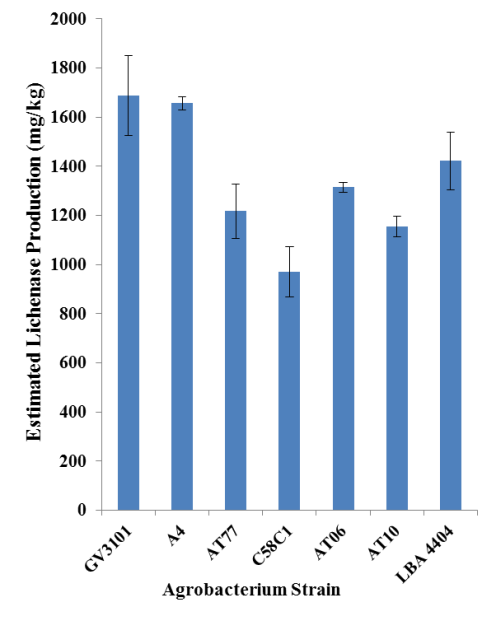 2000
1800
1600
1400
1200
1000
800
600
400
200
0
Estimated Lichenase Production (mg/kg)
GV3101
A4
AT77
C58C1
AT06
AT10
LBA 4404
Agrobacterium Strain